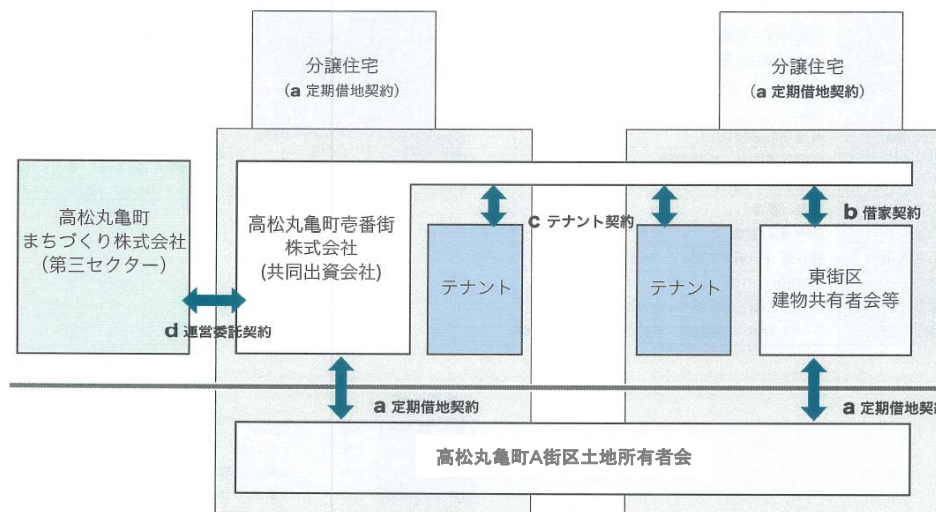 分譲住宅
（a 定期借地契約）
分譲住宅
（a 定期借地契約）
高松丸亀町
まちづくり株式会社
（第三セクター）
高松丸亀町壱番街
株式会社
(共同出資会社)
c テナント契約
b 借家契約
テナント
テナント
東街区
建物共有者会等
d 運営委託契約
a 定期借地契約
a 定期借地契
高松丸亀町A街区土地所有者会